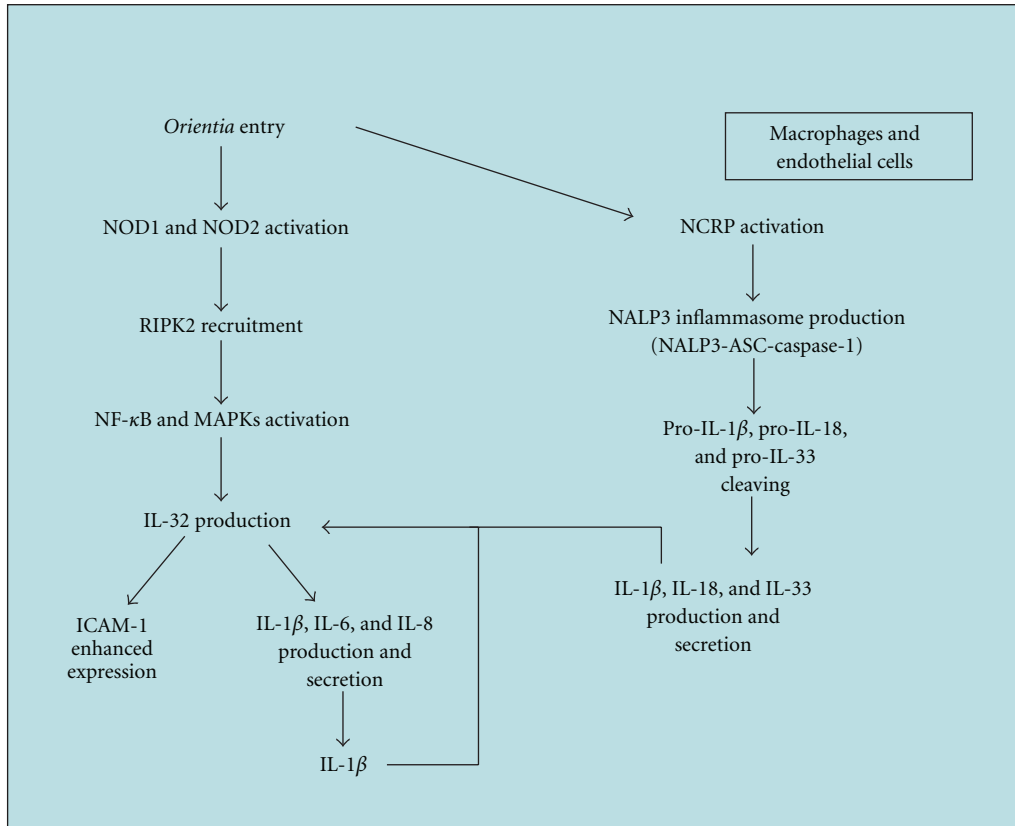 Orientia entry
Macrophages and
endothelial cells
NOD1 and NOD2 activation
NCRP activation
RIPK2 recruitment
NALP3 inflammasome production
(NALP3-ASC-caspase-1)
NF-κB and MAPKs activation
Pro-IL-1β, pro-IL-18,
and pro-IL-33
cleaving
IL-32 production
IL-1β, IL-18, and IL-33
production and
secretion
ICAM-1
enhanced
expression
IL-1β, IL-6, and IL-8
production and
secretion
IL-1β